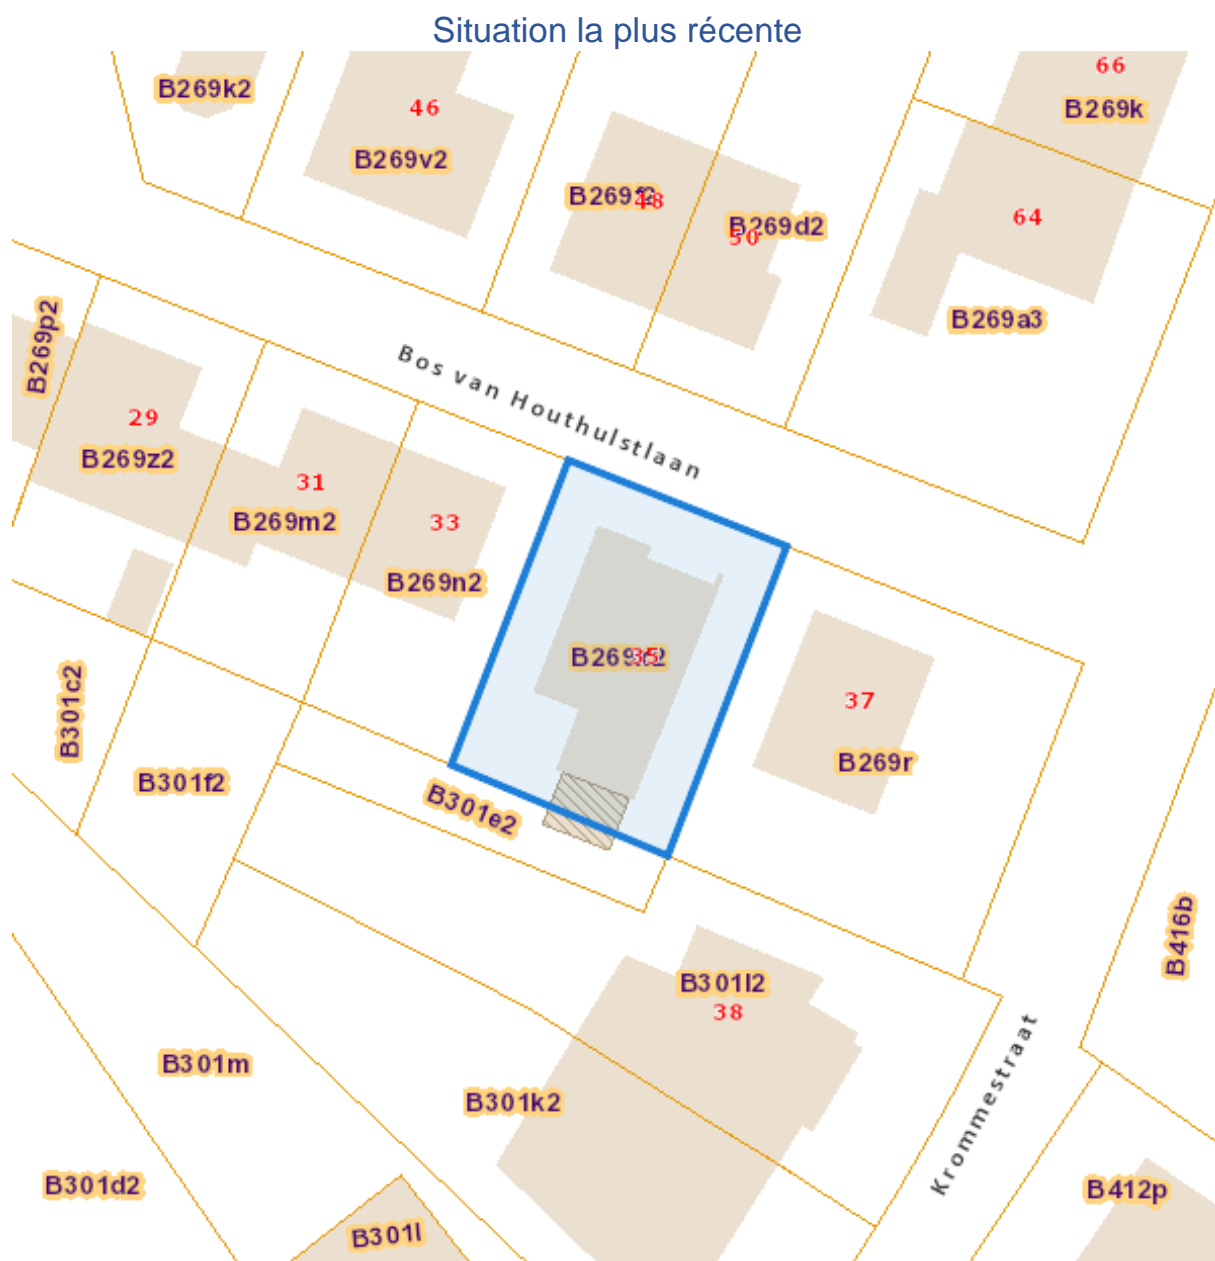 Situation la plus récente
66
B269k2
46
B269k
B269v2
48
B269d2
64
50
B269a3
B269p2
Bos van Houthulstlaan
29
B269z2
31
B269m2
33
B269n2
35
37
B301c2
B301f2
B269r
B301e2
B416b
B301l2
38
B301m
B301k2
Krommestraat
B301d2
B412p
B301l